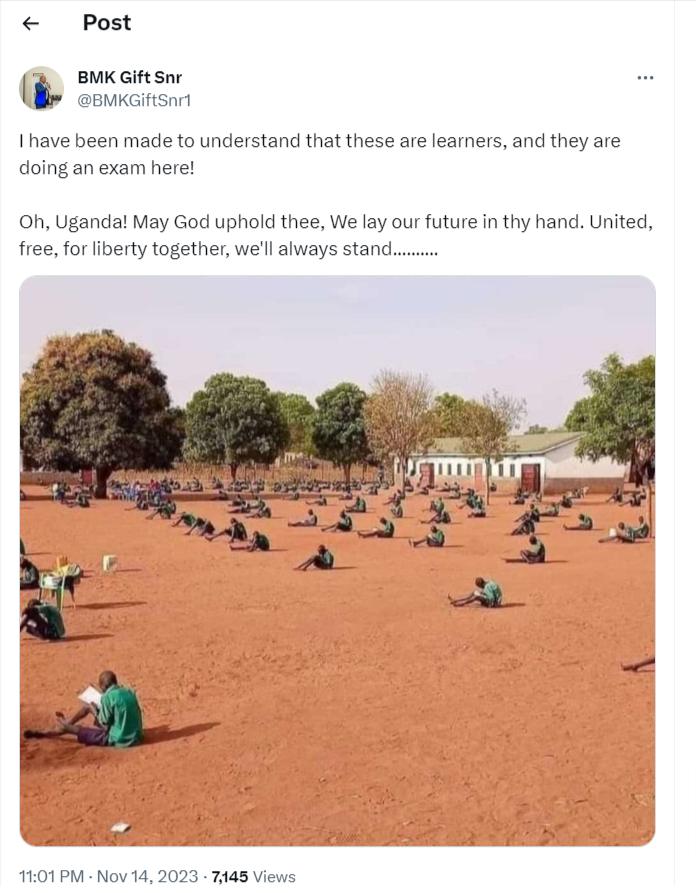 Post
BMK Gift Snr
@BMKGiftSnr1
I have been made to understand that these are learners, and they are
doing an exam here!
Oh, Uganda! May God uphold thee, We lay our future in thy hand. United,
free, for liberty together, we'll always stand..........
11:01 PM · Nov 14, 2023 · 7,145 Views